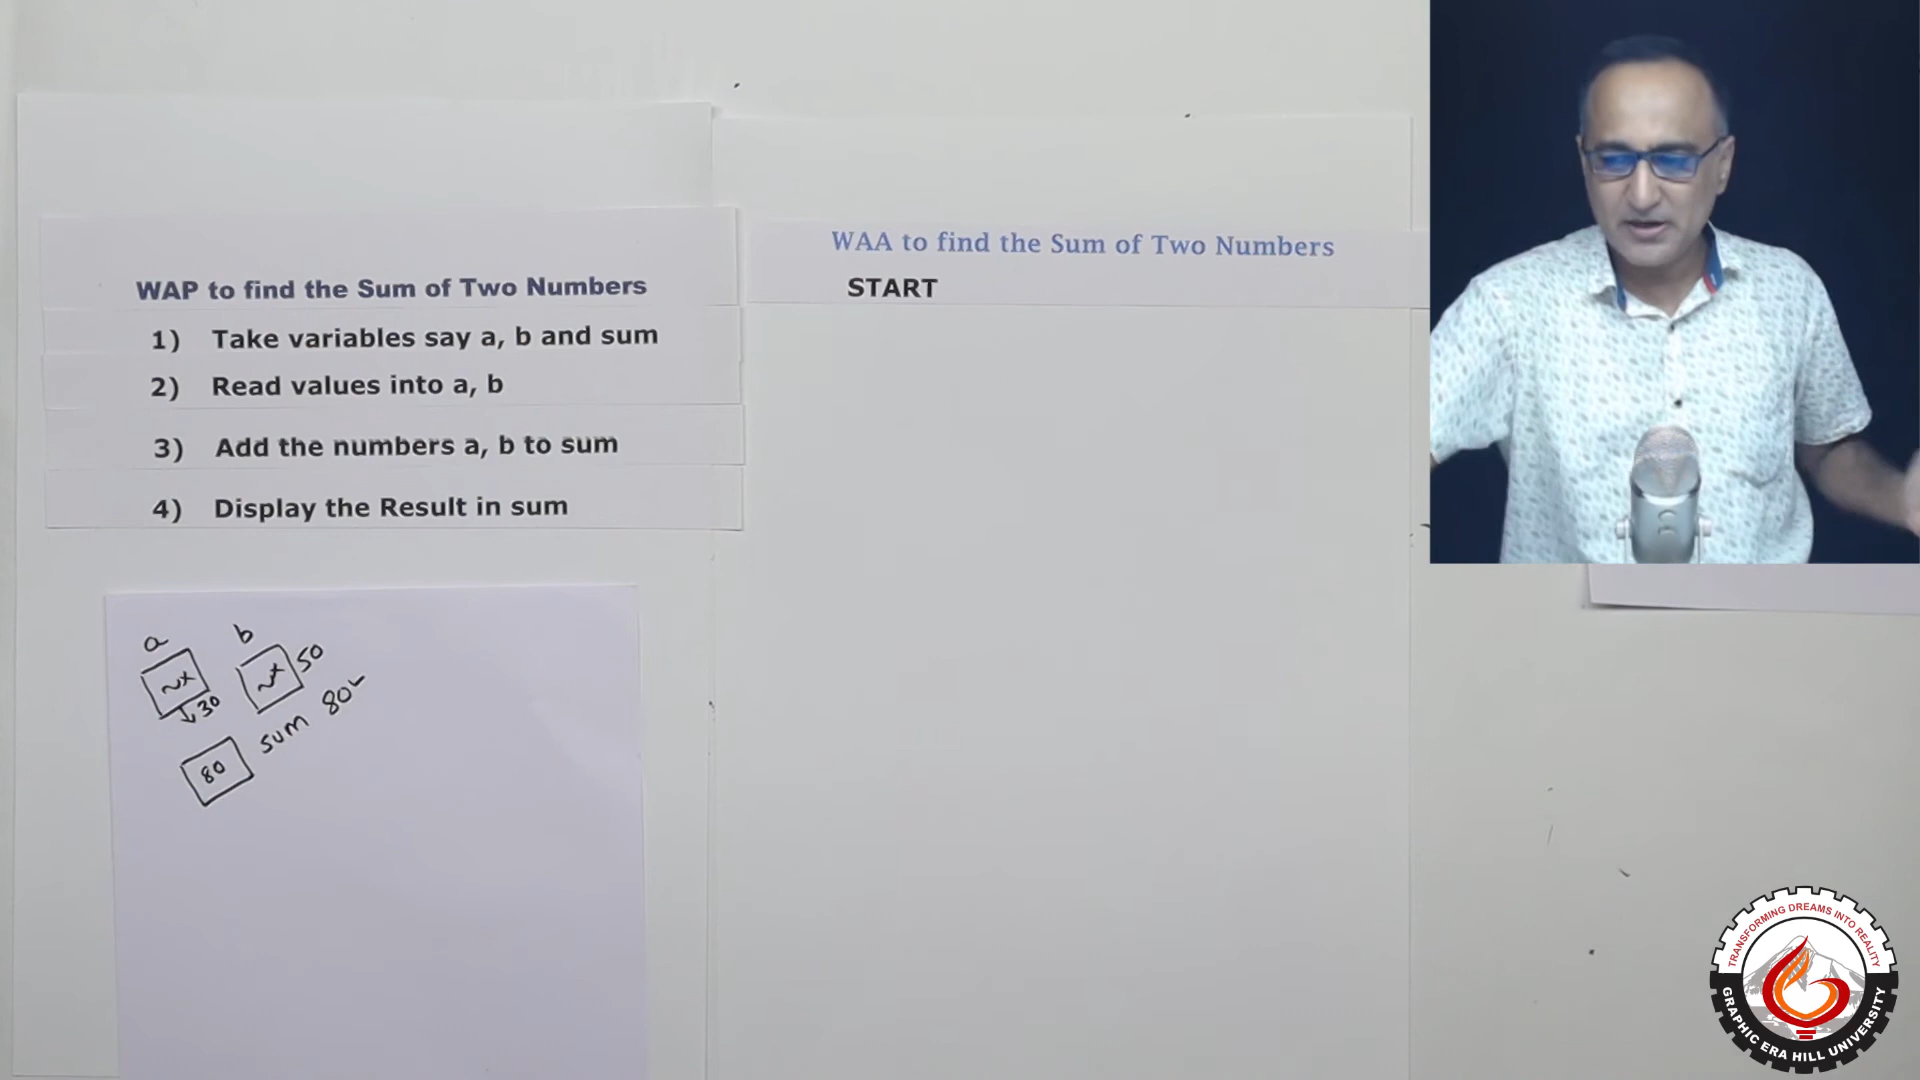 WAP to find the Sum of Two Numbers
1) Take variables say a, b and sum
2) Read values into a, b
3) Add the numbers a, b to sum
4) Display the Result in sum
WAA to find the Sum of Two Numbers
START
a b
50
30
sum 80
80
TRANSFORMING DREAMS INTO REALITY
GRAPHIC ERA HILL UNIVERSITY